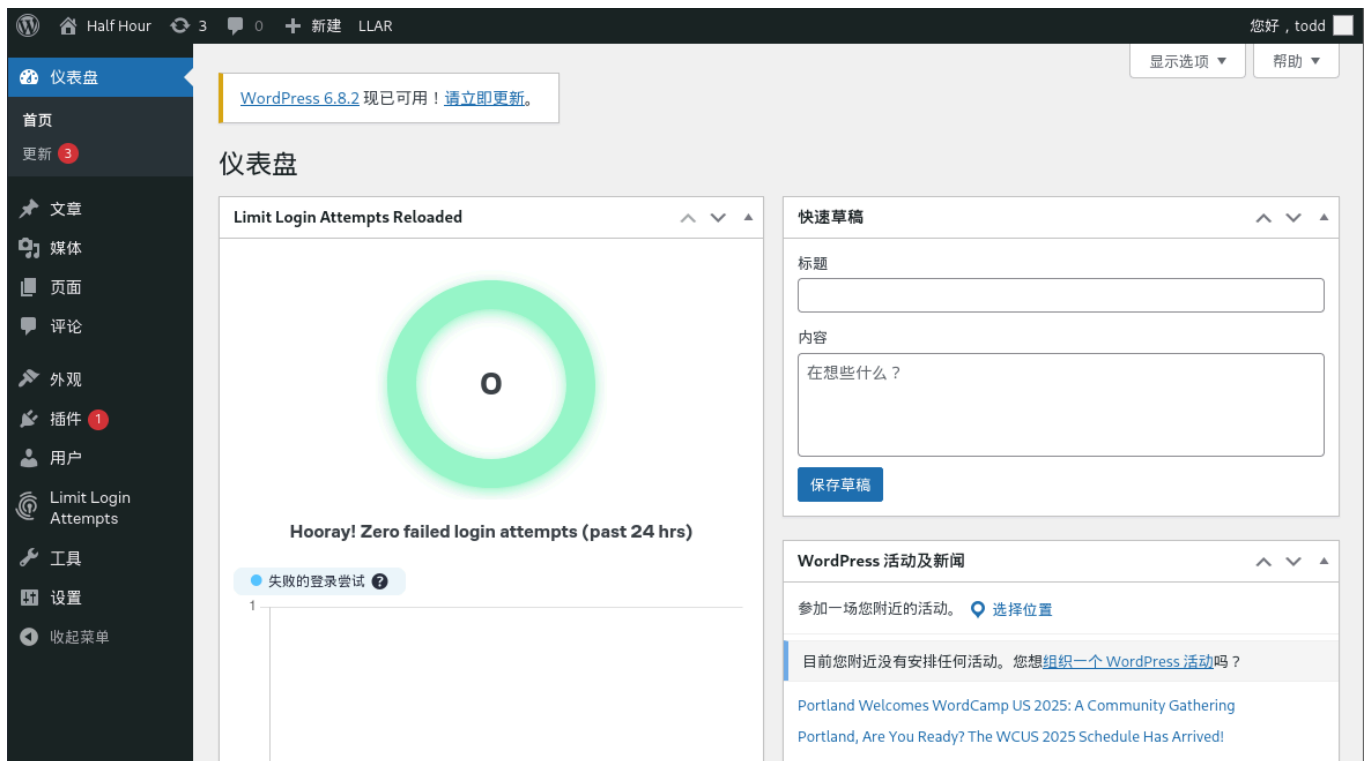 Half Hour 3 0 新建 LLAR 您好，todd
仪表盘
首页
更新 3
文章
媒体
页面
评论
外观
插件 1
用户
Limit Login
Attempts
工具
设置
收起菜单
显示选项 ▼ 帮助 ▼
WordPress 6.8.2 现已可用！请立即更新。
仪表盘
Limit Login Attempts Reloaded
0
Hooray! Zero failed login attempts (past 24 hrs)
失败的登录尝试 ?
1
快速草稿
标题
内容
在想些什么？
保存草稿
WordPress 活动及新闻
参加一场您附近的活动。 选择位置
目前您附近没有安排任何活动。您想组织一个 WordPress 活动吗？
Portland Welcomes WordCamp US 2025: A Community Gathering
Portland, Are You Ready? The WCUS 2025 Schedule Has Arrived!